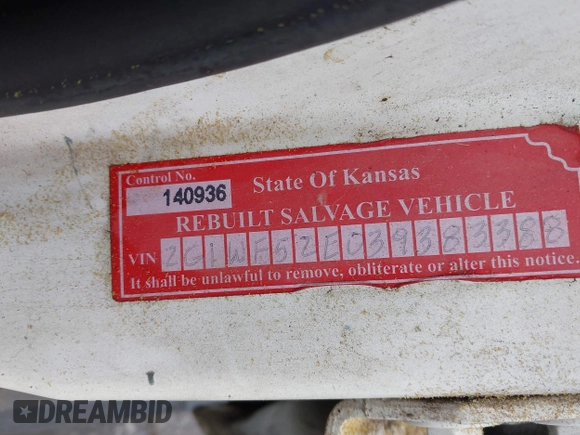 Control No.
140936
State Of Kansas
REBUILT SALVAGE VEHICLE
VIN 2G1WF52E039383388
It shall be unlawful to remove, obliterate or alter this notice.
DREAMBID